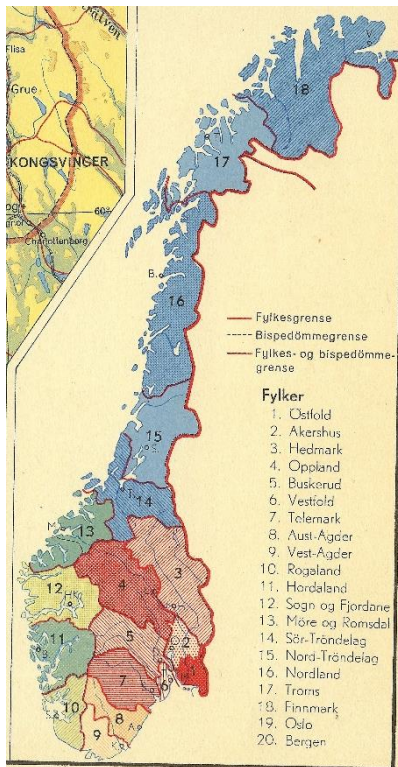 Flisa
Grue
KONGSVINGER
60°
Charlottenberg
V.
18
T.
17
B.
16
Fylkesgrense
Bispedömmegrense
Fylkes- og bispedömme-
grense
15
S.
T.
14
M.
13
12
4
3
H.
11
B.
5
2
7
6
1
10
S.
8
9
A.
K.
Fylker
1. Östfold
2. Akershus
3. Hedmark
4. Oppland
5. Buskerud
6. Vestfold
7. Telemark
8. Aust-Agder
9. Vest-Agder
10. Rogaland
11. Hordaland
12. Sogn og Fjordane
13. Möre og Romsdal
14. Sör-Tröndelag
15. Nord-Tröndelag
16. Nordland
17. Troms
18. Finnmark
19. Oslo
20. Bergen